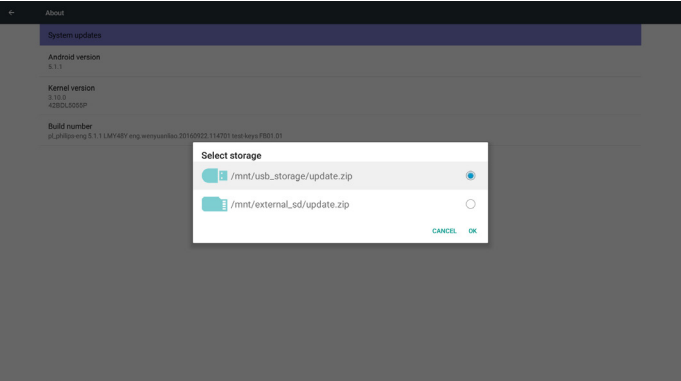 About
System updates
Android version
5.1.1
Kernel version
3.10.0
42BDL5055P
Build number
pl_philips-eng 5.1.1 LMY48Y eng.wenyuanliao.20160922.114701 test-keys FB01.01
Select storage
/mnt/usb_storage/update.zip
/mnt/external_sd/update.zip
CANCEL OK